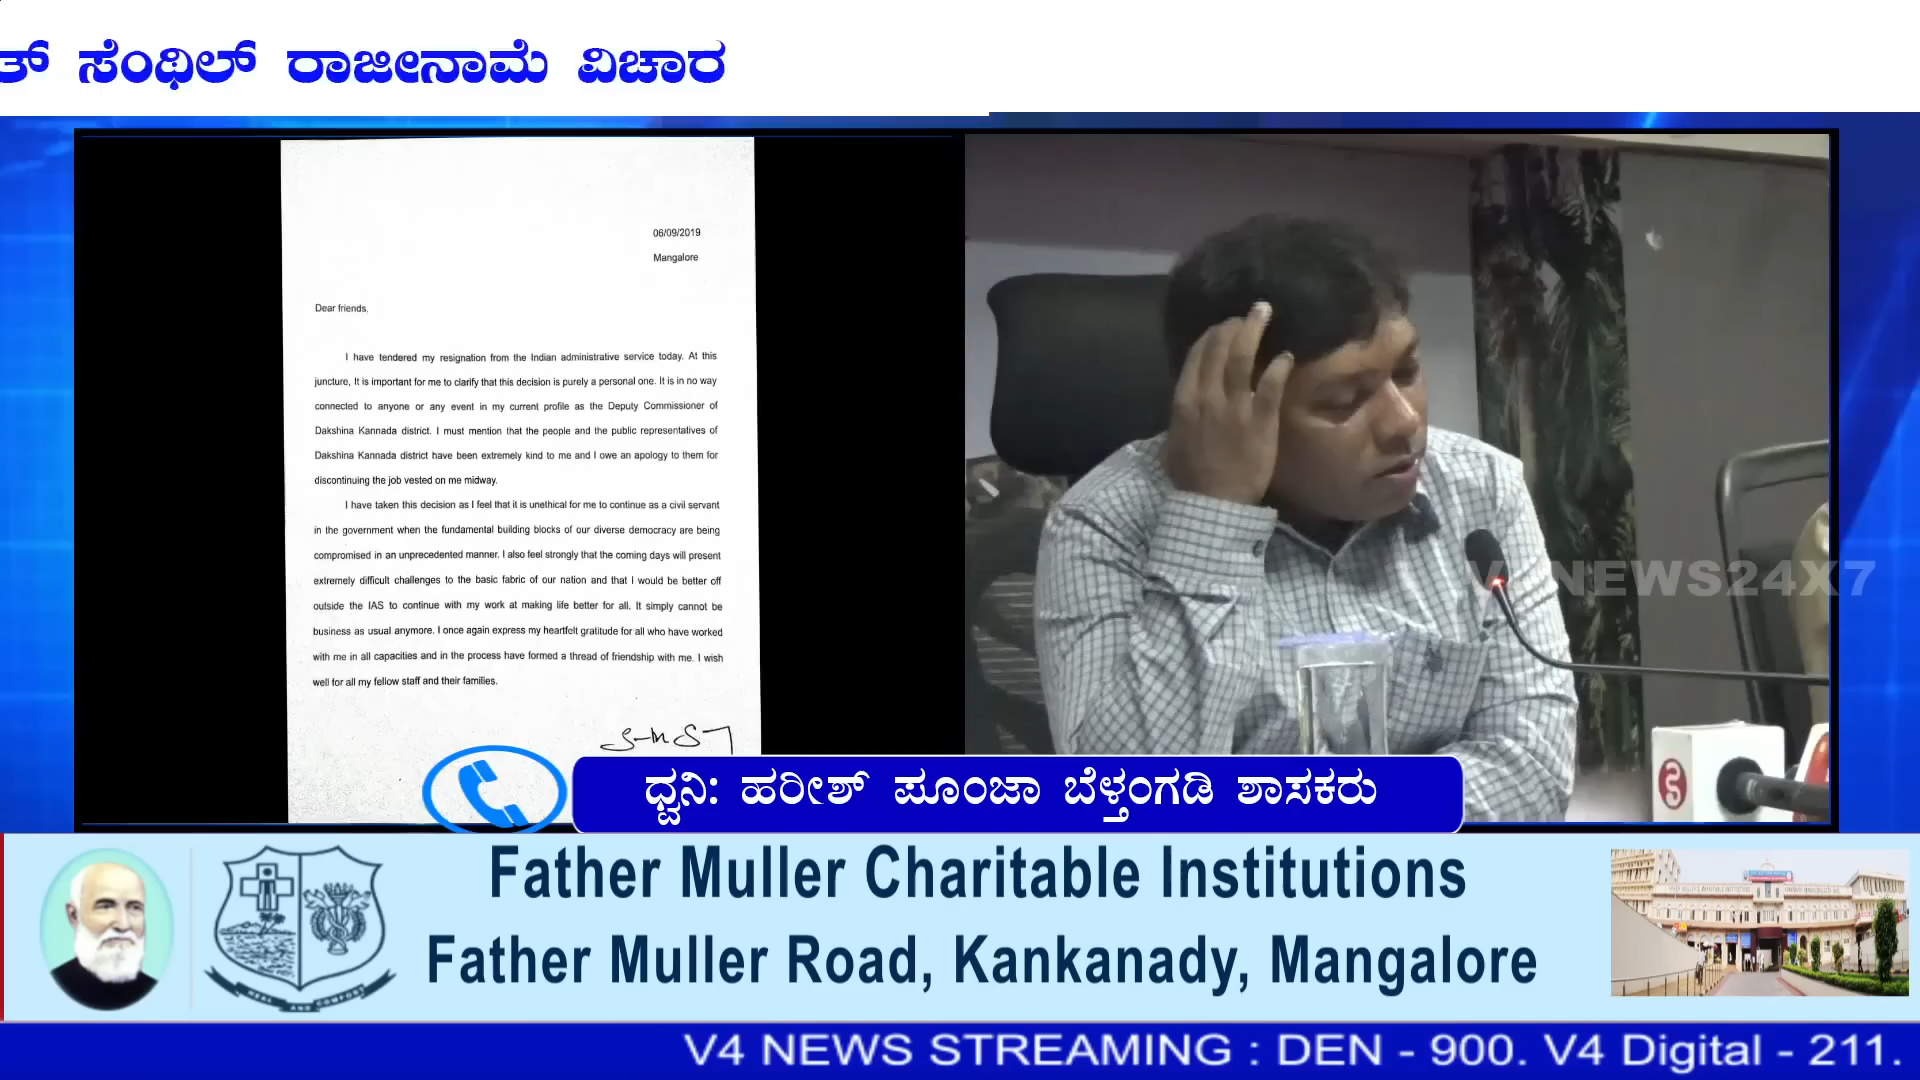 ತ್ ಸೆಂಥಿಲ್ ರಾಜೀನಾಮೆ ವಿಚಾರ
06/09/2019
Mangalore
Dear friends,
I have tendered my resignation from the Indian administrative service today. At this
juncture, It is important for me to clarify that this decision is purely a personal one. It is in no way
connected to anyone or any event in my current profile as the Deputy Commissioner of
Dakshina Kannada district. I must mention that the people and the public representatives of
Dakshina Kannada district have been extremely kind to me and I owe an apology to them for
discontinuing the job vested on me midway.
I have taken this decision as I feel that it is unethical for me to continue as a civil servant
in the government when the fundamental building blocks of our diverse democracy are being
compromised in an unprecedented manner. I also feel strongly that the coming days will present
extremely difficult challenges to the basic fabric of our nation and that I would be better off
outside the IAS to continue with my work at making life better for all. It simply cannot be
business as usual anymore. I once again express my heartfelt gratitude for all who have worked
with me in all capacities and in the process have formed a thread of friendship with me. I wish
well for all my fellow staff and their families.
V4 NEWS24X7
ಧ್ವನಿ: ಹರೀಶ್ ಪೂಂಜಾ ಬೆಳ್ತಂಗಡಿ ಶಾಸಕರು
Father Muller Charitable Institutions
Father Muller Road, Kankanady, Mangalore
HEAL AND COMFORT
V4 NEWS STREAMING : DEN - 900. V4 Digital - 211.